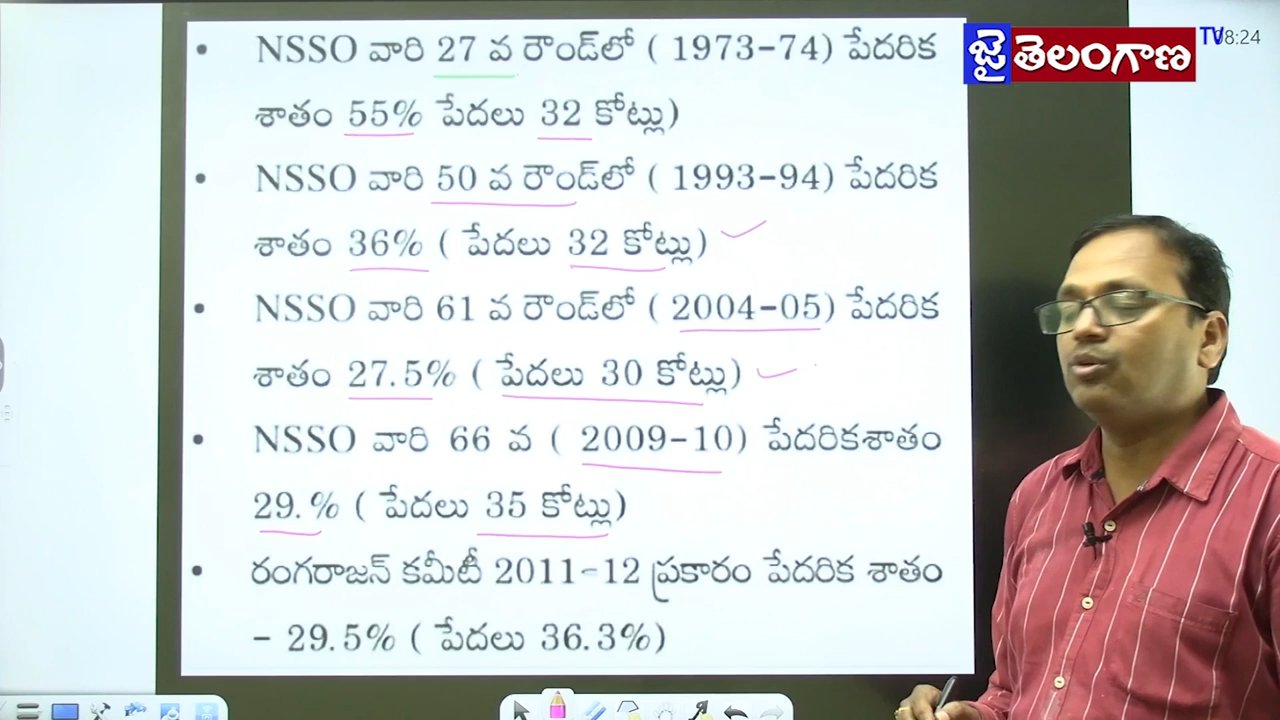 జై తెలంగాణ TV
8:24
• NSSO వారి 27 వ రౌండ్‌లో ( 1973-74) పేదరిక
శాతం 55% పేదలు 32 కోట్లు)
• NSSO వారి 50 వ రౌండ్‌లో ( 1993-94) పేదరిక
శాతం 36% ( పేదలు 32 కోట్లు)
• NSSO వారి 61 వ రౌండ్‌లో ( 2004-05) పేదరిక
శాతం 27.5% ( పేదలు 30 కోట్లు)
• NSSO వారి 66 వ ( 2009-10) పేదరికశాతం
29.% ( పేదలు 35 కోట్లు)
• రంగరాజన్ కమీటీ 2011-12 ప్రకారం పేదరిక శాతం
- 29.5% ( పేదలు 36.3%)